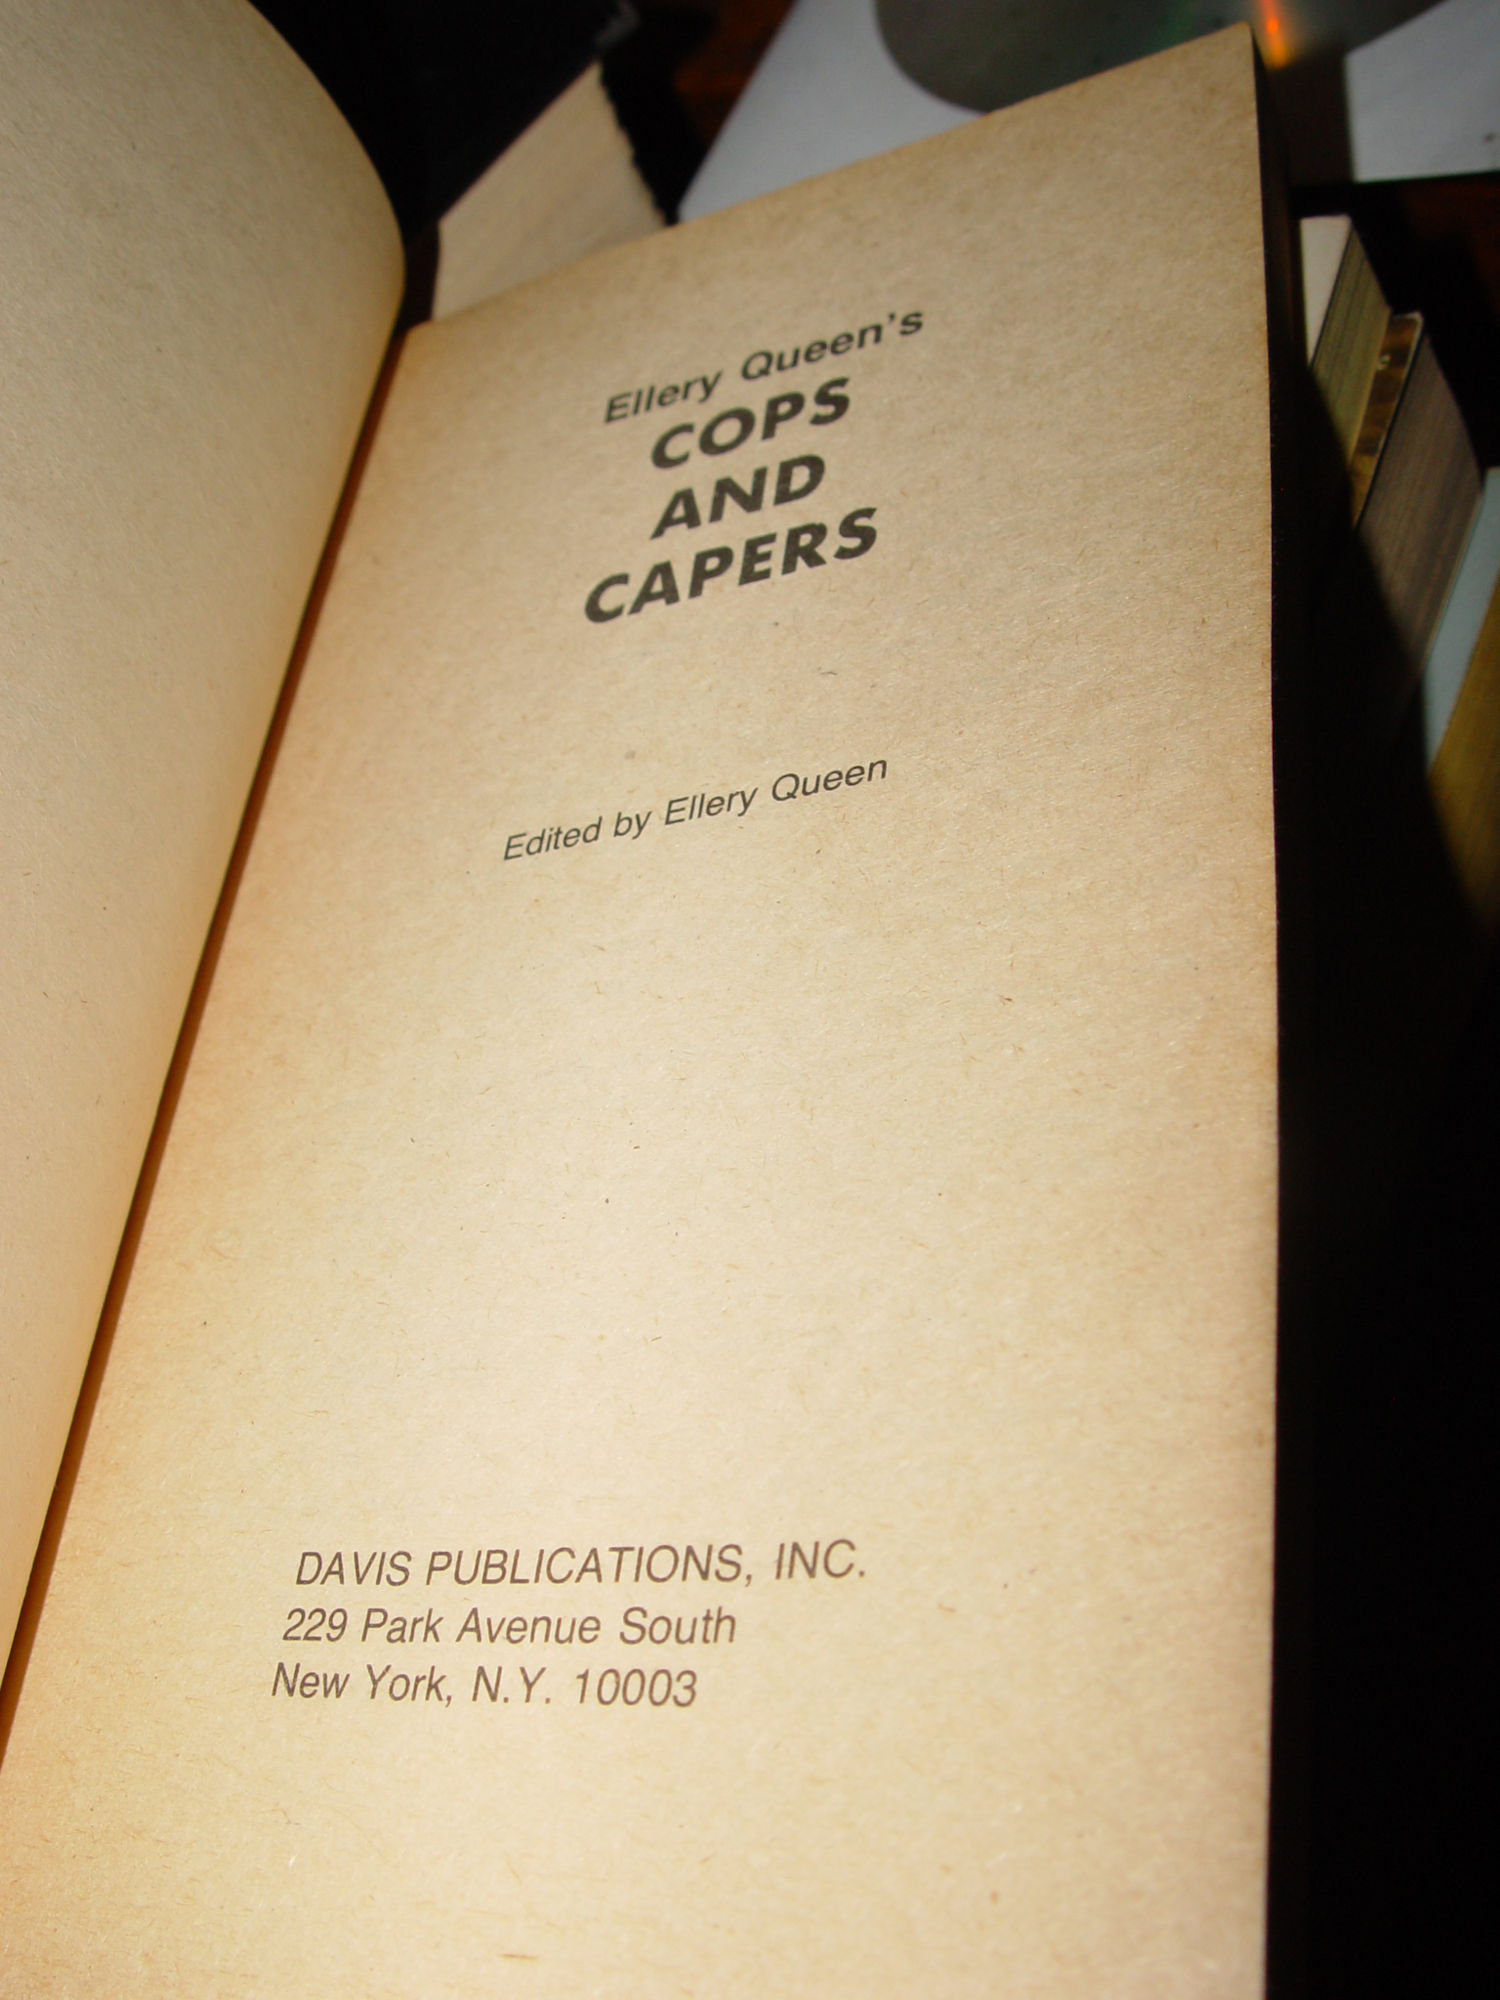 Ellery Queen's
COPS
AND
CAPERS
Edited by Ellery Queen
DAVIS PUBLICATIONS, INC.
229 Park Avenue South
New York, N.Y. 10003